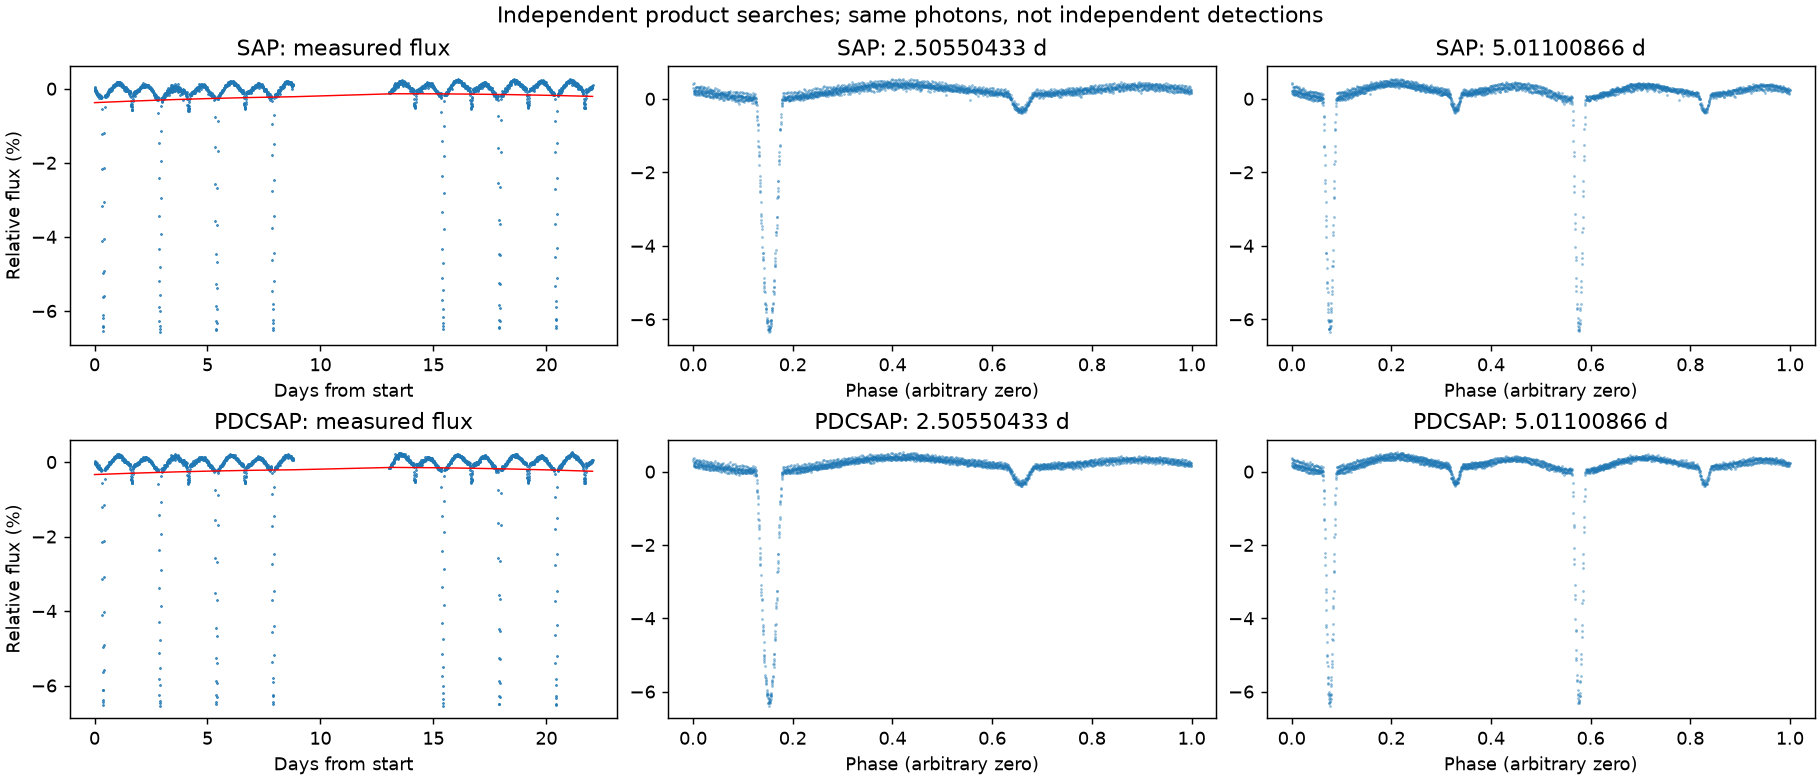 Independent product searches; same photons, not independent detections
SAP: measured flux
SAP: 2.50550433 d
SAP: 5.01100866 d
Relative flux (%)
0
−2
−4
−6
0 5 10 15 20
Days from start
0
−2
−4
−6
0.0 0.2 0.4 0.6 0.8 1.0
Phase (arbitrary zero)
0
−2
−4
−6
0.0 0.2 0.4 0.6 0.8 1.0
Phase (arbitrary zero)
PDCSAP: measured flux
PDCSAP: 2.50550433 d
PDCSAP: 5.01100866 d
Relative flux (%)
0
−2
−4
−6
0 5 10 15 20
Days from start
0
−2
−4
−6
0.0 0.2 0.4 0.6 0.8 1.0
Phase (arbitrary zero)
0
−2
−4
−6
0.0 0.2 0.4 0.6 0.8 1.0
Phase (arbitrary zero)